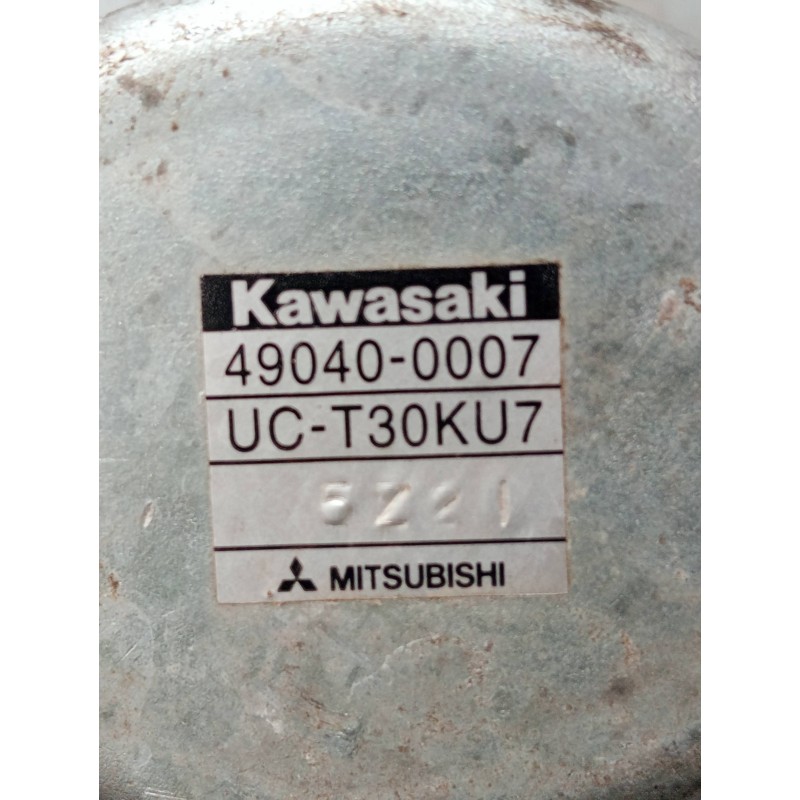 Kawasaki
49040-0007
UC-T30KU7
MITSUBISHI